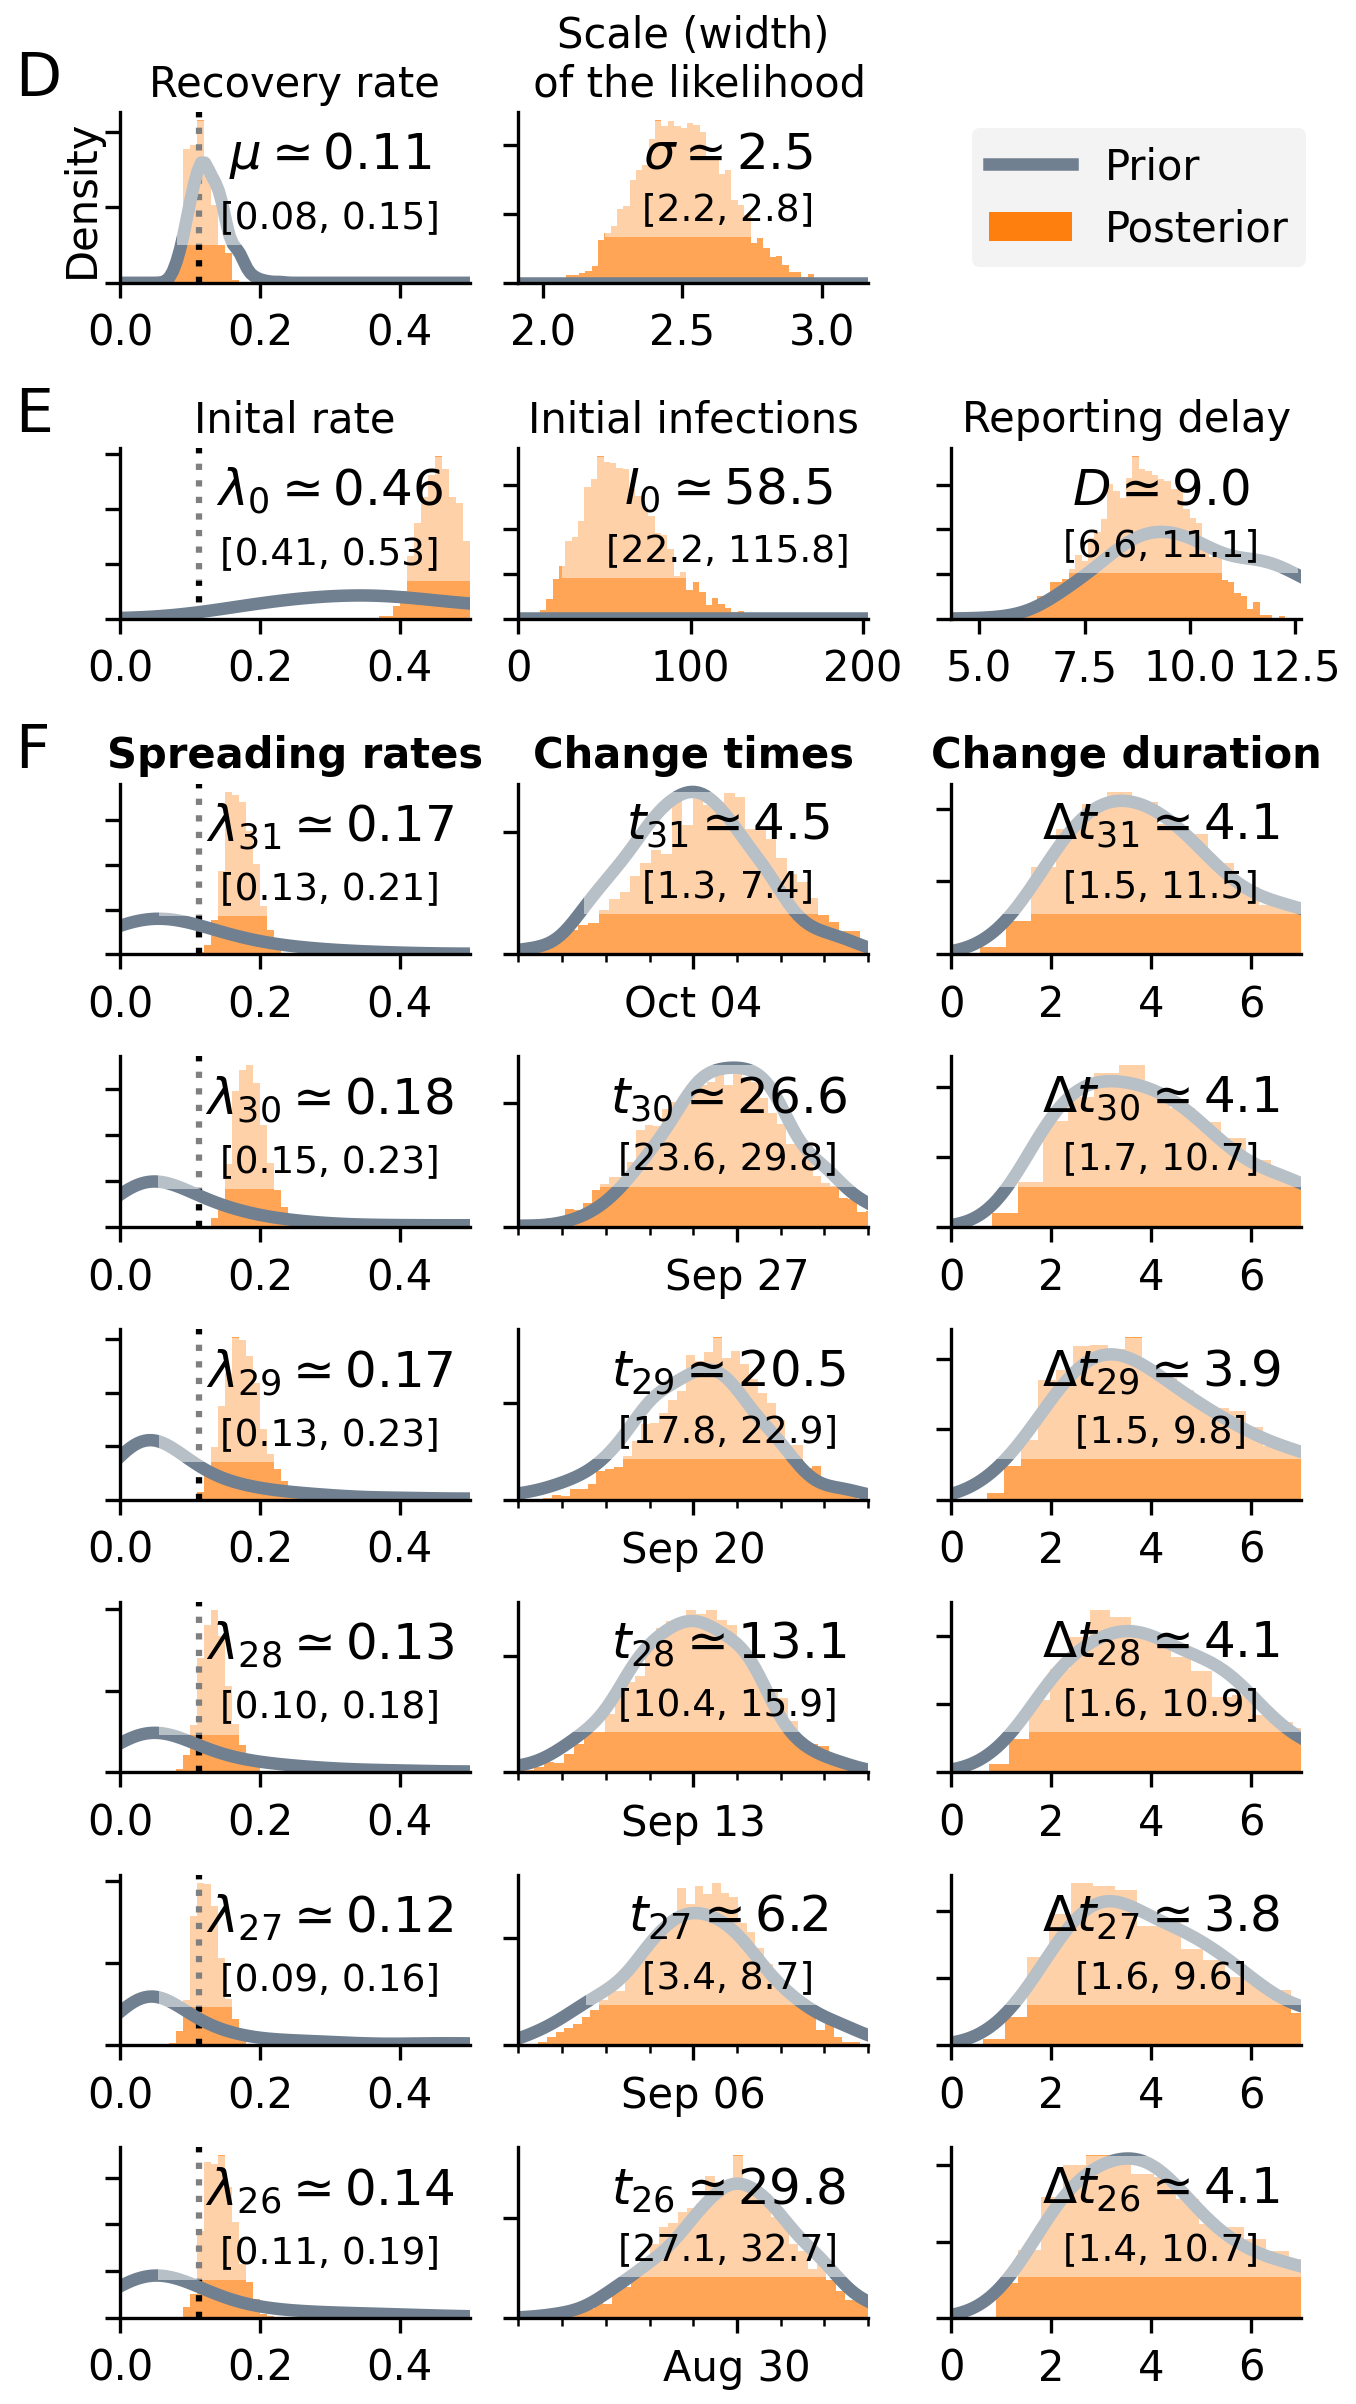 D
Recovery rate
Scale (width)
of the likelihood
Density
μ ≃ 0.11
[0.08, 0.15]
σ ≃ 2.5
[2.2, 2.8]
Prior
Posterior
0.0 0.2 0.4
2.0 2.5 3.0
E
Inital rate
Initial infections
Reporting delay
λ₀ ≃ 0.46
[0.41, 0.53]
I₀ ≃ 58.5
[22.2, 115.8]
D ≃ 9.0
[6.6, 11.1]
0.0 0.2 0.4
0 100 200
5.0 7.5 10.0 12.5
F
Spreading rates
Change times
Change duration
λ₃₁ ≃ 0.17
[0.13, 0.21]
t₃₁ ≃ 4.5
[1.3, 7.4]
Δt₃₁ ≃ 4.1
[1.5, 11.5]
0.0 0.2 0.4
Oct 04
0 2 4 6
λ₃₀ ≃ 0.18
[0.15, 0.23]
t₃₀ ≃ 26.6
[23.6, 29.8]
Δt₃₀ ≃ 4.1
[1.7, 10.7]
0.0 0.2 0.4
Sep 27
0 2 4 6
λ₂₉ ≃ 0.17
[0.13, 0.23]
t₂₉ ≃ 20.5
[17.8, 22.9]
Δt₂₉ ≃ 3.9
[1.5, 9.8]
0.0 0.2 0.4
Sep 20
0 2 4 6
λ₂₈ ≃ 0.13
[0.10, 0.18]
t₂₈ ≃ 13.1
[10.4, 15.9]
Δt₂₈ ≃ 4.1
[1.6, 10.9]
0.0 0.2 0.4
Sep 13
0 2 4 6
λ₂₇ ≃ 0.12
[0.09, 0.16]
t₂₇ ≃ 6.2
[3.4, 8.7]
Δt₂₇ ≃ 3.8
[1.6, 9.6]
0.0 0.2 0.4
Sep 06
0 2 4 6
λ₂₆ ≃ 0.14
[0.11, 0.19]
t₂₆ ≃ 29.8
[27.1, 32.7]
Δt₂₆ ≃ 4.1
[1.4, 10.7]
0.0 0.2 0.4
Aug 30
0 2 4 6